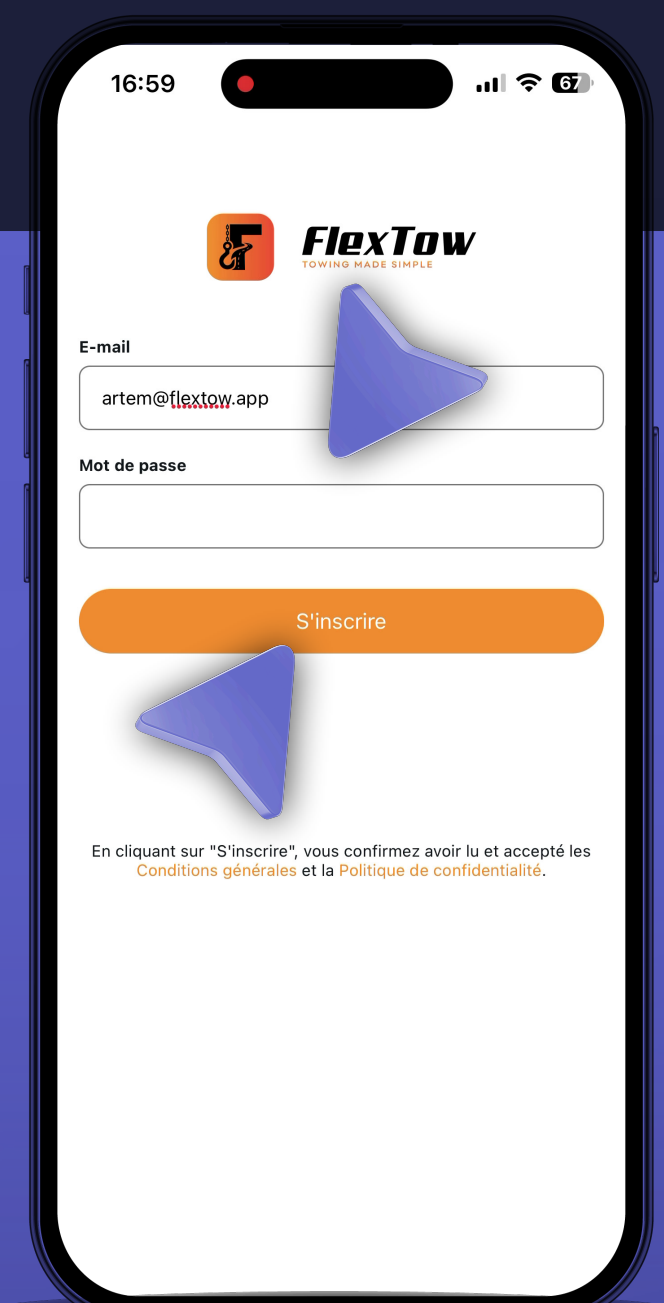 16:59
67
FlexTow
TOWING MADE SIMPLE
E-mail
artem@flextow.app
Mot de passe
S'inscrire
En cliquant sur "S'inscrire", vous confirmez avoir lu et accepté les
Conditions générales et la Politique de confidentialité.